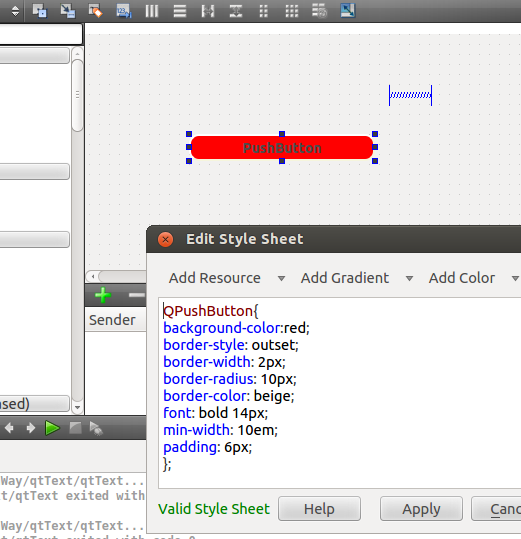 PushButton
Edit Style Sheet
Add Resource Add Gradient Add Color
Sender
QPushButton{
background-color:red;
border-style: outset;
border-width: 2px;
border-radius: 10px;
border-color: beige;
font: bold 14px;
min-width: 10em;
padding: 6px;
};
Valid Style Sheet Help Apply
Way/qtText/qtText...
t/qtText exited with
Way/qtText/qtText...